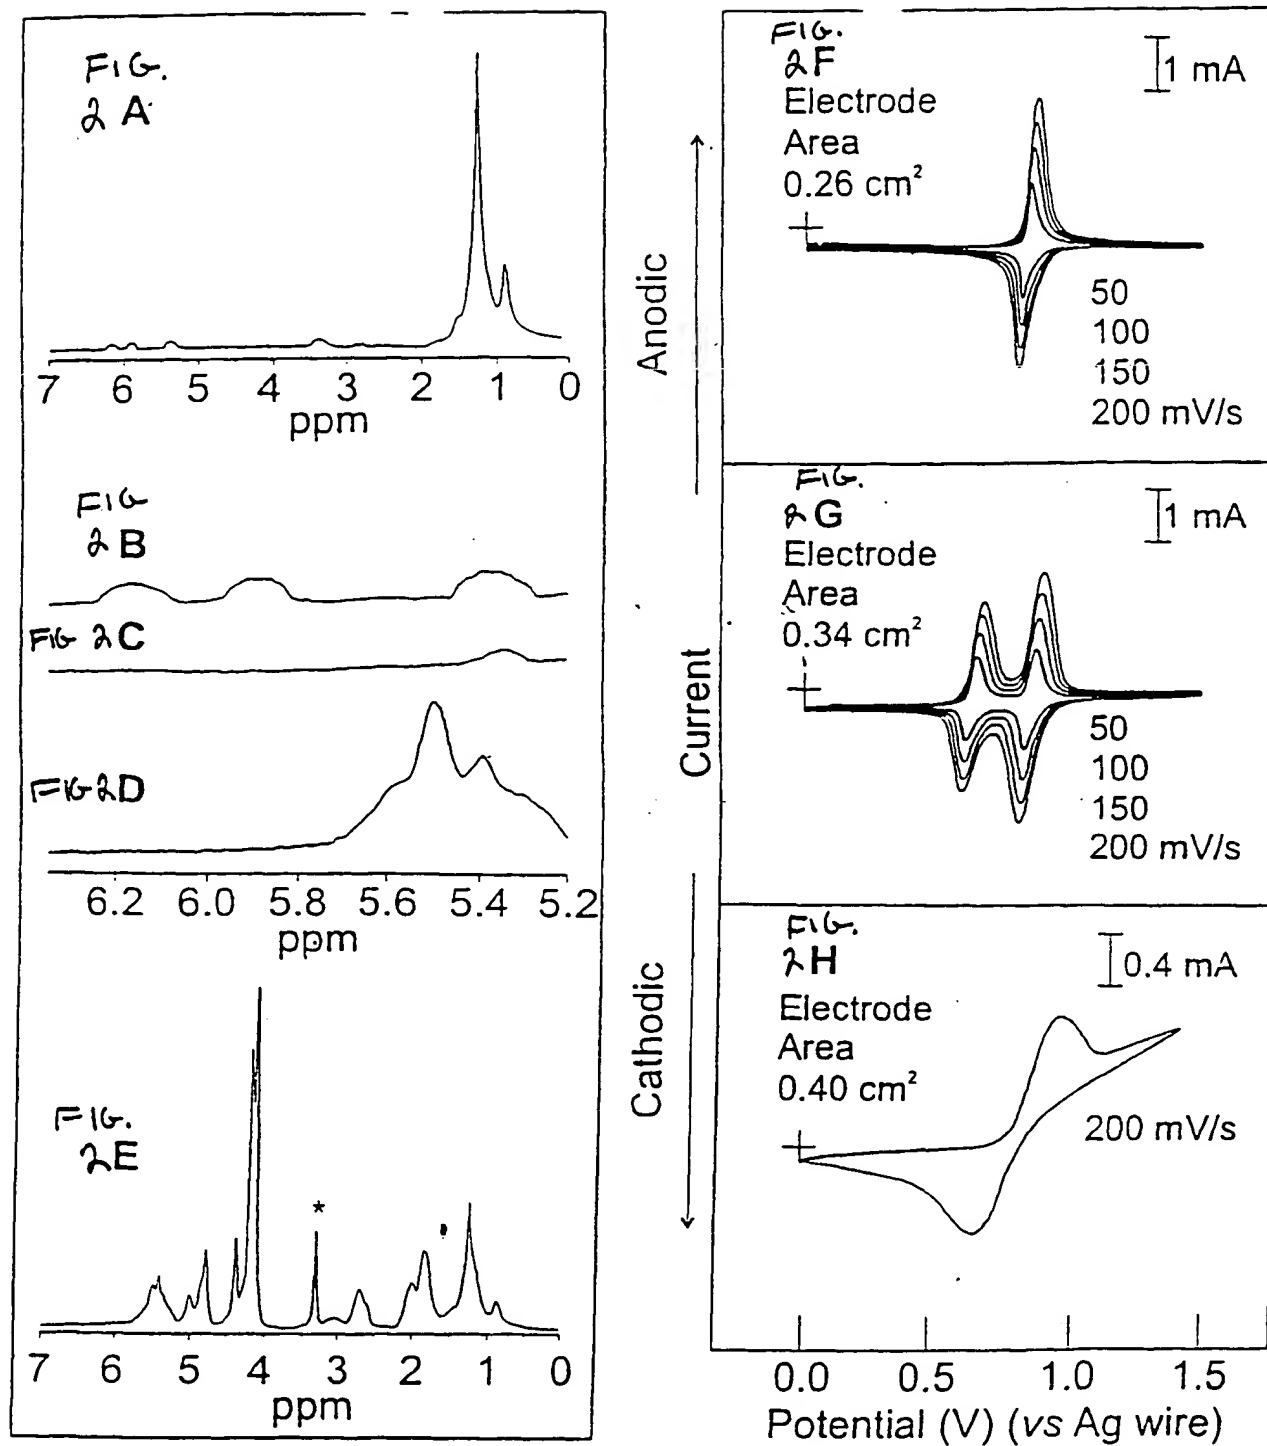 FIG.
2 A
7 6 5 4 3 2 1 0
ppm
FIG
2 B
FIG 2C
FIG 2D
6.2 6.0 5.8 5.6 5.4 5.2
ppm
FIG.
2E
*
7 6 5 4 3 2 1 0
ppm
Anodic
Current
Cathodic
FIG.
2F
1 mA
Electrode
Area
0.26 cm²
50
100
150
200 mV/s
FIG.
2G
1 mA
Electrode
Area
0.34 cm²
50
100
150
200 mV/s
FIG.
2H
0.4 mA
Electrode
Area
0.40 cm²
200 mV/s
0.0 0.5 1.0 1.5
Potential (V) (vs Ag wire)